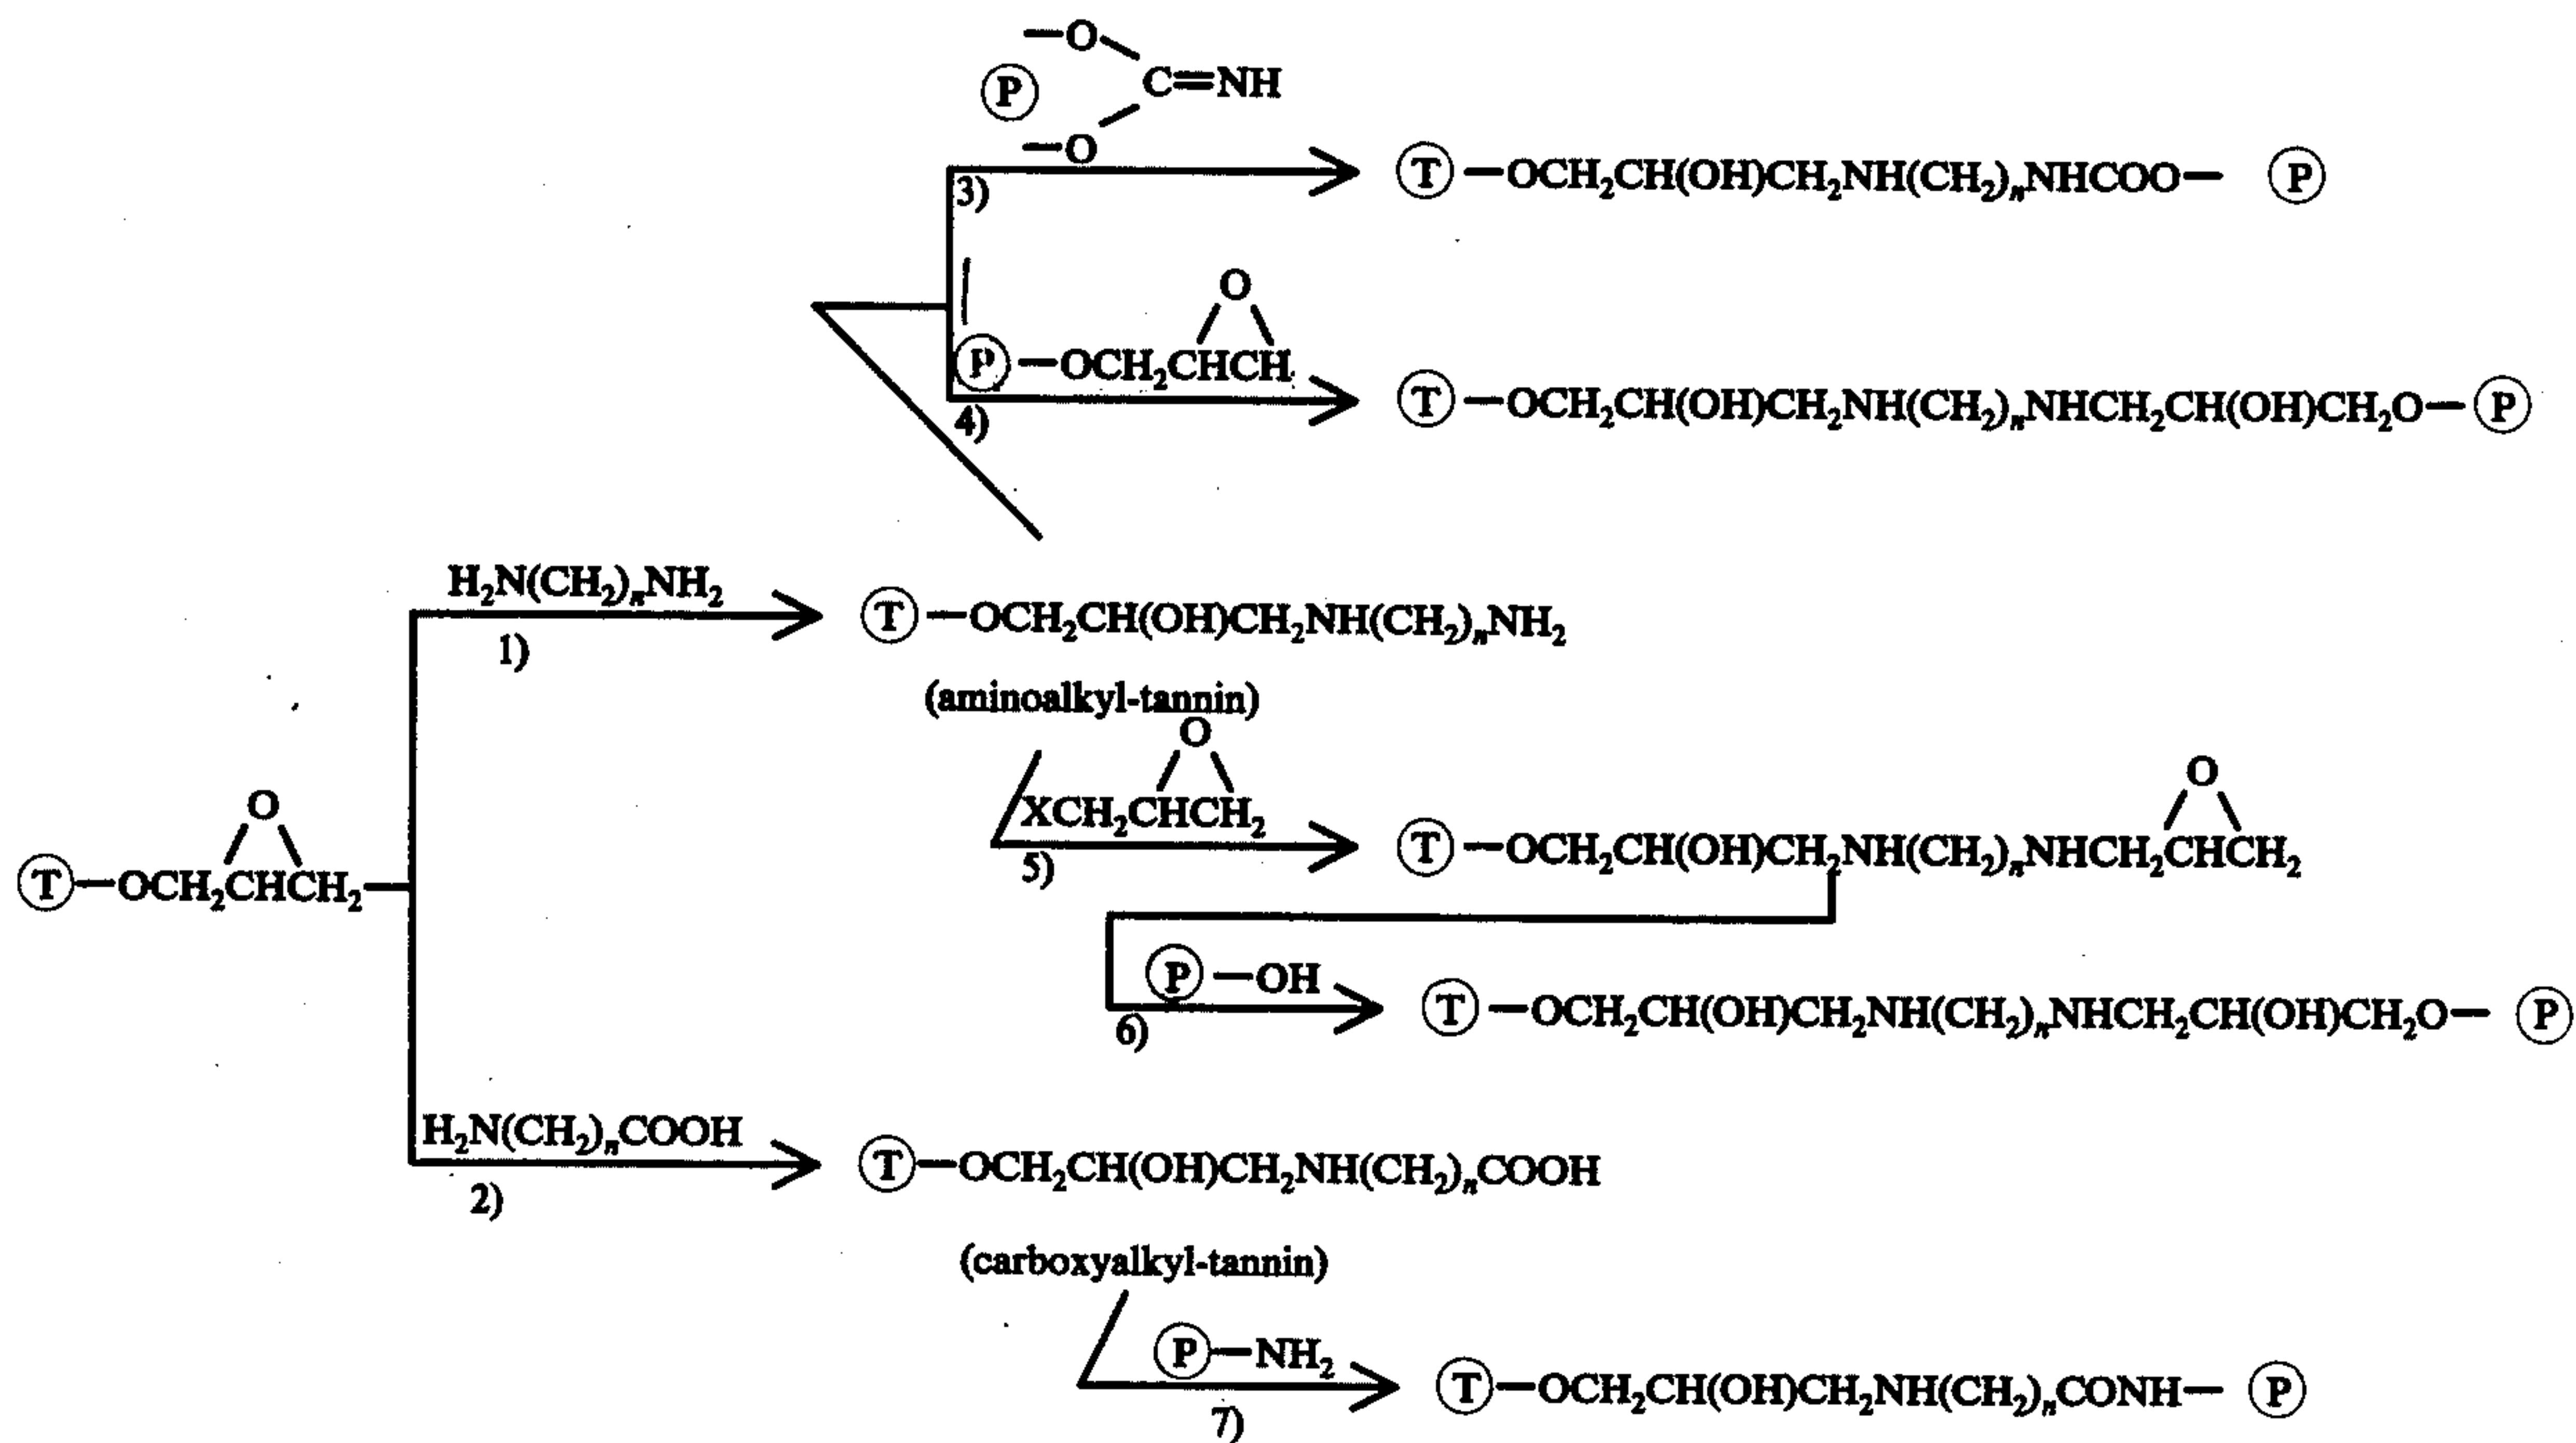 —O
C=NH
P
—O
3)
T —OCH₂CH(OH)CH₂NH(CH₂)ₙNHCOO— P
O
P —OCH₂CHCH
4)
T —OCH₂CH(OH)CH₂NH(CH₂)ₙNHCH₂CH(OH)CH₂O— P
H₂N(CH₂)ₙNH₂
1)
T —OCH₂CH(OH)CH₂NH(CH₂)ₙNH₂
(aminoalkyl-tannin)
O
XCH₂CHCH₂
5)
O
T —OCH₂CH(OH)CH₂NH(CH₂)ₙNHCH₂CHCH₂
O
T—OCH₂CHCH₂—
P —OH
6)
T —OCH₂CH(OH)CH₂NH(CH₂)ₙNHCH₂CH(OH)CH₂O— P
H₂N(CH₂)ₙCOOH
2)
T—OCH₂CH(OH)CH₂NH(CH₂)ₙCOOH
(carboxyalkyl-tannin)
P—NH₂
7)
T—OCH₂CH(OH)CH₂NH(CH₂)ₙCONH— P